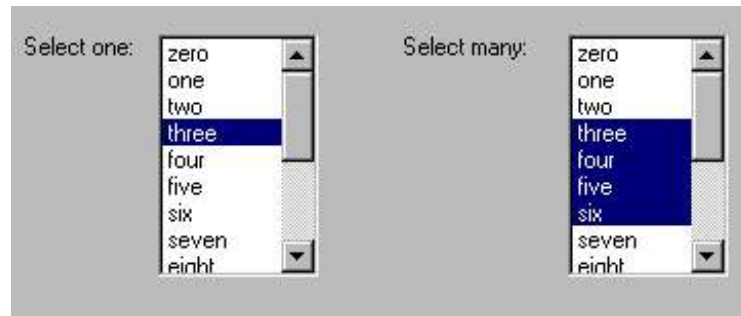 Select one:
zero
one
two
three
four
five
six
seven
eight
Select many:
zero
one
two
three
four
five
six
seven
eight